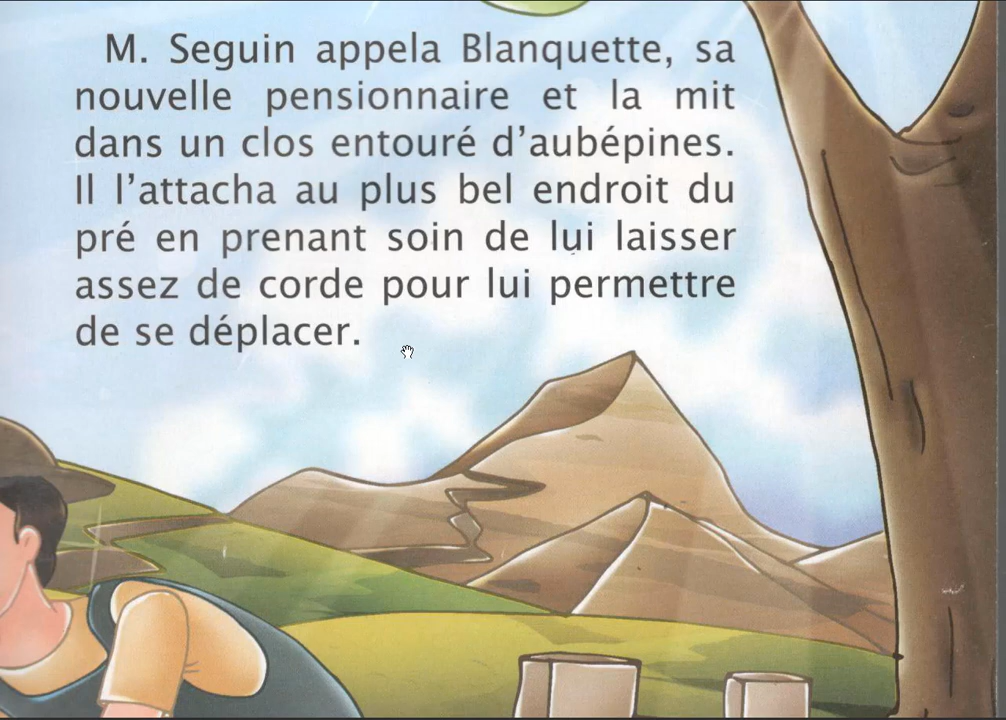 M. Seguin appela Blanquette, sa
nouvelle pensionnaire et la mit
dans un clos entouré d'aubépines.
Il l'attacha au plus bel endroit du
pré en prenant soin de lui laisser
assez de corde pour lui permettre
de se déplacer.